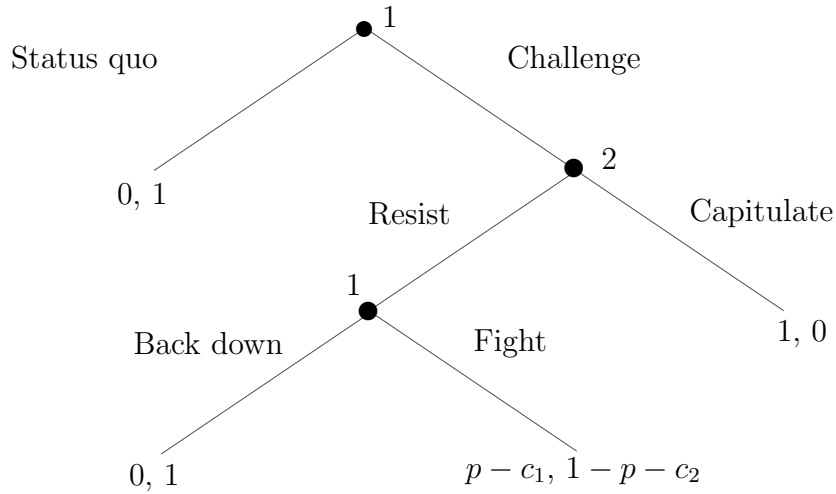 1
Status quo
Challenge
2
0, 1
Resist
Capitulate
1
Back down
Fight
1, 0
0, 1
p − c₁, 1 − p − c₂